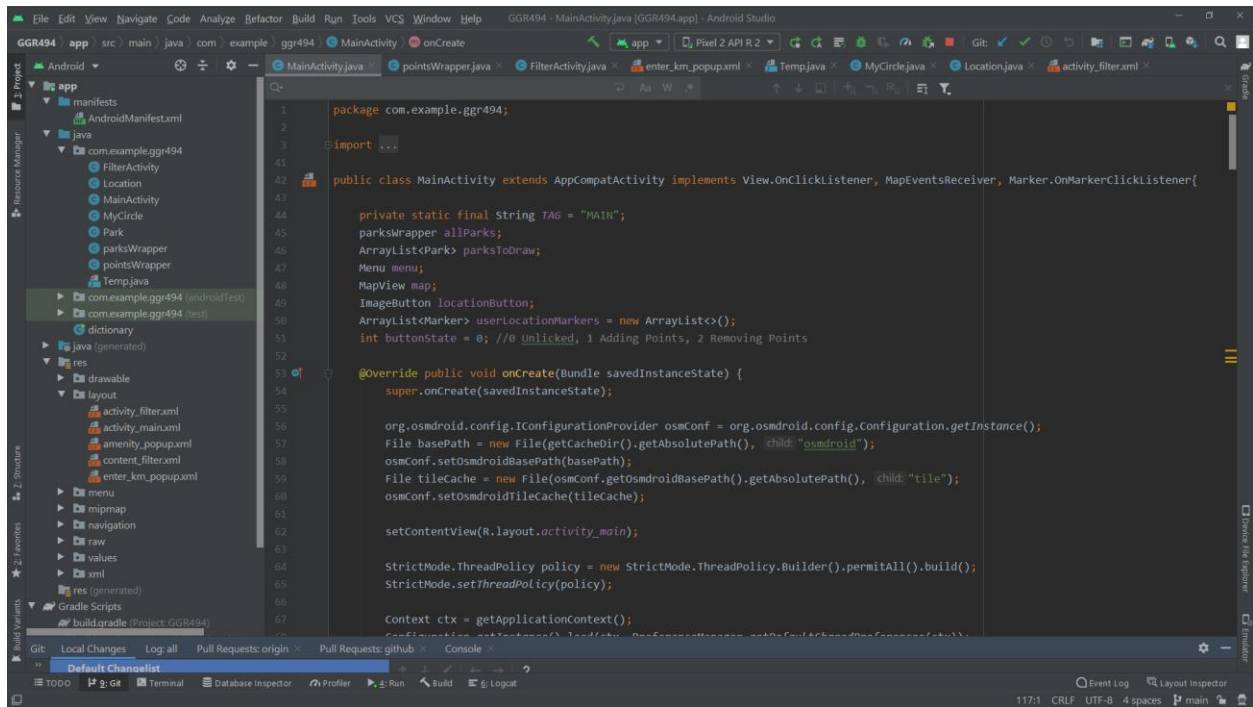 File Edit View Navigate Code Analyze Refactor Build Run Tools VCS Window Help GGR494 - MainActivity.java [GGR494.app] - Android Studio
GGR494 app src main java com example ggr494 MainActivity onCreate app Pixel 2 API R 2 Git:
Android
MainActivity.java pointsWrapper.java FilterActivity.java enter_km_popup.xml Temp.java MyCircle.java Location.java activity_filter.xml
1: Project
Resource Manager
Z: Structure
2: Favorites
Build Variants
app
manifests
AndroidManifest.xml
java
com.example.ggr494
FilterActivity
Location
MainActivity
MyCircle
Park
parksWrapper
pointsWrapper
Temp.java
com.example.ggr494 (androidTest)
com.example.ggr494 (test)
dictionary
java (generated)
res
drawable
layout
activity_filter.xml
activity_main.xml
amenity_popup.xml
content_filter.xml
enter_km_popup.xml
menu
mipmap
navigation
raw
values
xml
res (generated)
Gradle Scripts
build.gradle (Project: GGR494)
Aa W .*
1 package com.example.ggr494;
2
3 import ...
41
42 public class MainActivity extends AppCompatActivity implements View.OnClickListener, MapEventsReceiver, Marker.OnMarkerClickListener{
43
44 private static final String TAG = "MAIN";
45 parksWrapper allParks;
46 ArrayList<Park> parksToDraw;
47 Menu menu;
48 MapView map;
49 ImageButton locationButton;
50 ArrayList<Marker> userLocationMarkers = new ArrayList<>();
51 int buttonState = 0; //0 Unlicked, 1 Adding Points, 2 Removing Points
52
53 @Override public void onCreate(Bundle savedInstanceState) {
54 super.onCreate(savedInstanceState);
55
56 org.osmdroid.config.IConfigurationProvider osmConf = org.osmdroid.config.Configuration.getInstance();
57 File basePath = new File(getCacheDir().getAbsolutePath(), child: "osmdroid");
58 osmConf.setOsmdroidBasePath(basePath);
59 File tileCache = new File(osmConf.getOsmdroidBasePath().getAbsolutePath(), child: "tile");
60 osmConf.setOsmdroidTileCache(tileCache);
61
62 setContentView(R.layout.activity_main);
63
64 StrictMode.ThreadPolicy policy = new StrictMode.ThreadPolicy.Builder().permitAll().build();
65 StrictMode.setThreadPolicy(policy);
66
67 Context ctx = getApplicationContext();
Gradle
Device File Explorer
Emulator
Git: Local Changes Log: all Pull Requests: origin Pull Requests: github Console
Default Changelist
TODO 9: Git Terminal Database Inspector Profiler 4: Run Build 6: Logcat Event Log Layout Inspector
117:1 CRLF UTF-8 4 spaces main